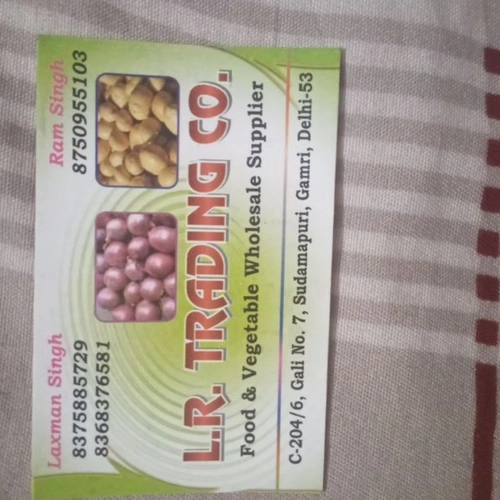 Laxman Singh
8375885729
8368376581
Ram Singh
8750955103
L.R. TRADING CO.
Food & Vegetable Wholesale Supplier
C-204/6, Gali No. 7, Sudamapuri, Gamri, Delhi-53